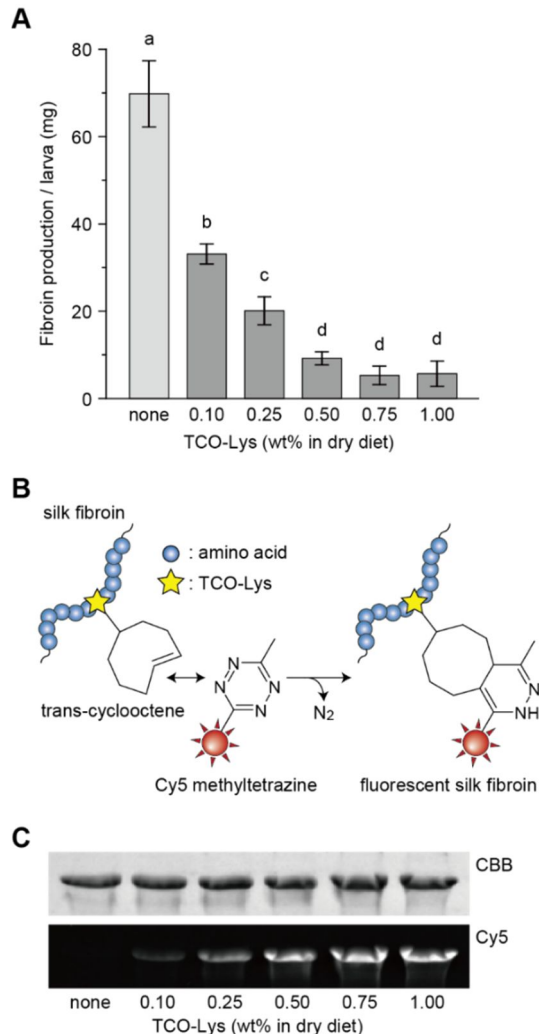 A
80
60
40
20
0
Fibroin production / larva (mg)
a
b
c
d
d
d
none 0.10 0.25 0.50 0.75 1.00
TCO-Lys (wt% in dry diet)
B
silk fibroin
: amino acid
: TCO-Lys
trans-cyclooctene
N N
N N
N2
Cy5 methyltetrazine
N
NH
fluorescent silk fibroin
C
CBB
Cy5
none 0.10 0.25 0.50 0.75 1.00
TCO-Lys (wt% in dry diet)